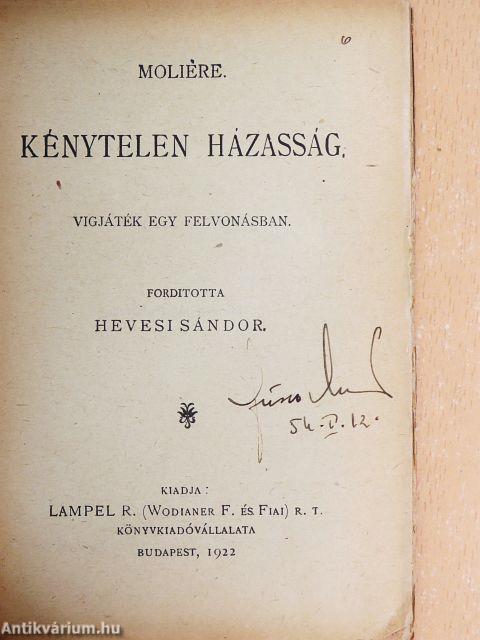 6
MOLIÈRE.
KÉNYTELEN HÁZASSÁG.
VIGJÁTÉK EGY FELVONÁSBAN.
FORDITOTTA
HEVESI SÁNDOR.
54. I. 12.
KIADJA:
LAMPEL R. (WODIANER F. ÉS FIAI) R. T.
KÖNYVKIADÓVÁLLALATA
BUDAPEST, 1922
Antikvárium.hu